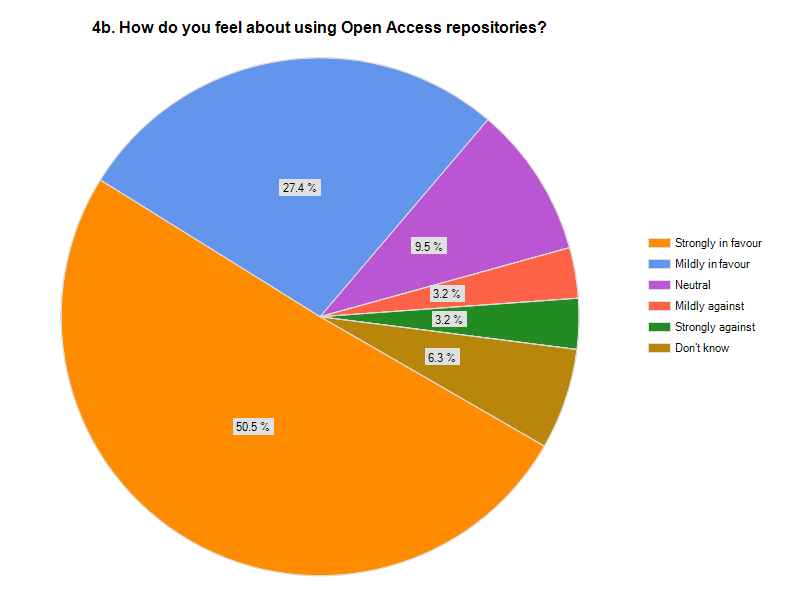 4b. How do you feel about using Open Access repositories?
27.4 %
9.5 %
3.2 %
3.2 %
6.3 %
50.5 %
Strongly in favour
Mildly in favour
Neutral
Mildly against
Strongly against
Don't know